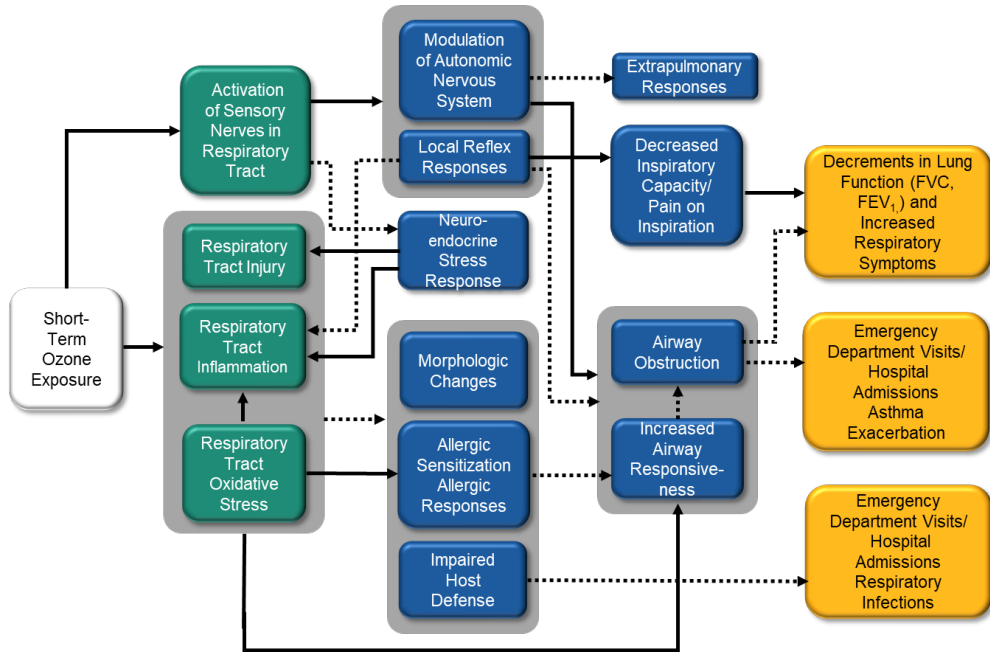 Short-
Term
Ozone
Exposure
Activation
of Sensory
Nerves in
Respiratory
Tract
Respiratory
Tract Injury
Respiratory
Tract
Inflammation
Respiratory
Tract
Oxidative
Stress
Modulation
of Autonomic
Nervous
System
Local Reflex
Responses
Neuro-
endocrine
Stress
Response
Morphologic
Changes
Allergic
Sensitization
Allergic
Responses
Impaired
Host
Defense
Extrapulmonary
Responses
Decreased
Inspiratory
Capacity/
Pain on
Inspiration
Airway
Obstruction
Increased Airway
Responsive-
ness
Decrements in Lung
Function (FVC,
FEV1,) and
Increased
Respiratory
Symptoms
Emergency
Department Visits/
Hospital
Admissions
Asthma
Exacerbation
Emergency
Department Visits/
Hospital
Admissions
Respiratory
Infections